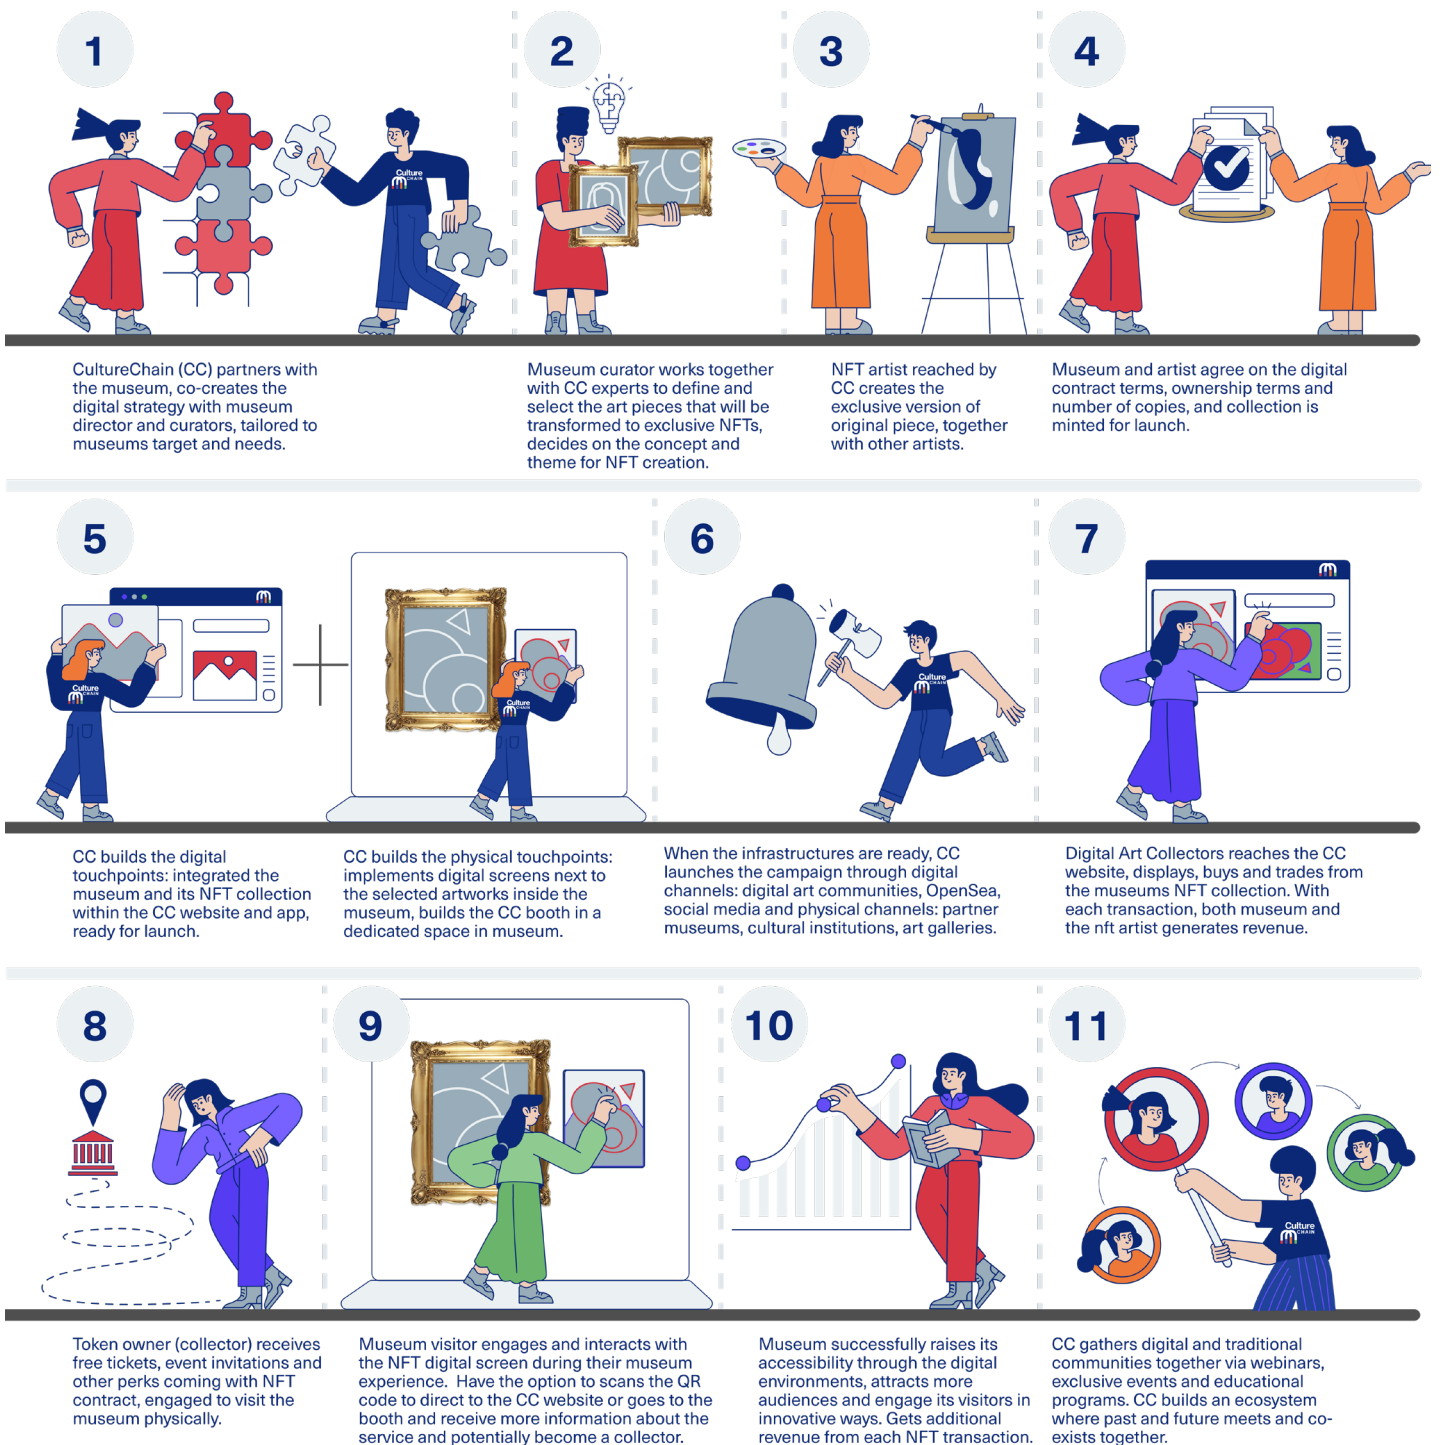 1
2
3
4
Culture
CHAIN
CultureChain (CC) partners with
the museum, co-creates the
digital strategy with museum
director and curators, tailored to
museums target and needs.
Museum curator works together
with CC experts to define and
select the art pieces that will be
transformed to exclusive NFTs,
decides on the concept and
theme for NFT creation.
NFT artist reached by
CC creates the
exclusive version of
original piece, together
with other artists.
Museum and artist agree on the digital
contract terms, ownership terms and
number of copies, and collection is
minted for launch.
5
6
7
Culture
CHAIN
Culture
CHAIN
Culture
CHAIN
CC builds the digital
touchpoints: integrated the
museum and its NFT collection
within the CC website and app,
ready for launch.
CC builds the physical touchpoints:
implements digital screens next to
the selected artworks inside the
museum, builds the CC booth in a
dedicated space in museum.
When the infrastructures are ready, CC
launches the campaign through digital
channels: digital art communities, OpenSea,
social media and physical channels: partner
museums, cultural institutions, art galleries.
Digital Art Collectors reaches the CC
website, displays, buys and trades from
the museums NFT collection. With
each transaction, both museum and
the nft artist generates revenue.
8
9
10
11
Culture
CHAIN
Token owner (collector) receives
free tickets, event invitations and
other perks coming with NFT
contract, engaged to visit the
museum physically.
Museum visitor engages and interacts with
the NFT digital screen during their museum
experience. Have the option to scans the QR
code to direct to the CC website or goes to the
booth and receive more information about the
service and potentially become a collector.
Museum successfully raises its
accessibility through the digital
environments, attracts more
audiences and engage its visitors in
innovative ways. Gets additional
revenue from each NFT transaction.
CC gathers digital and traditional
communities together via webinars,
exclusive events and educational
programs. CC builds an ecosystem
where past and future meets and co-
exists together.